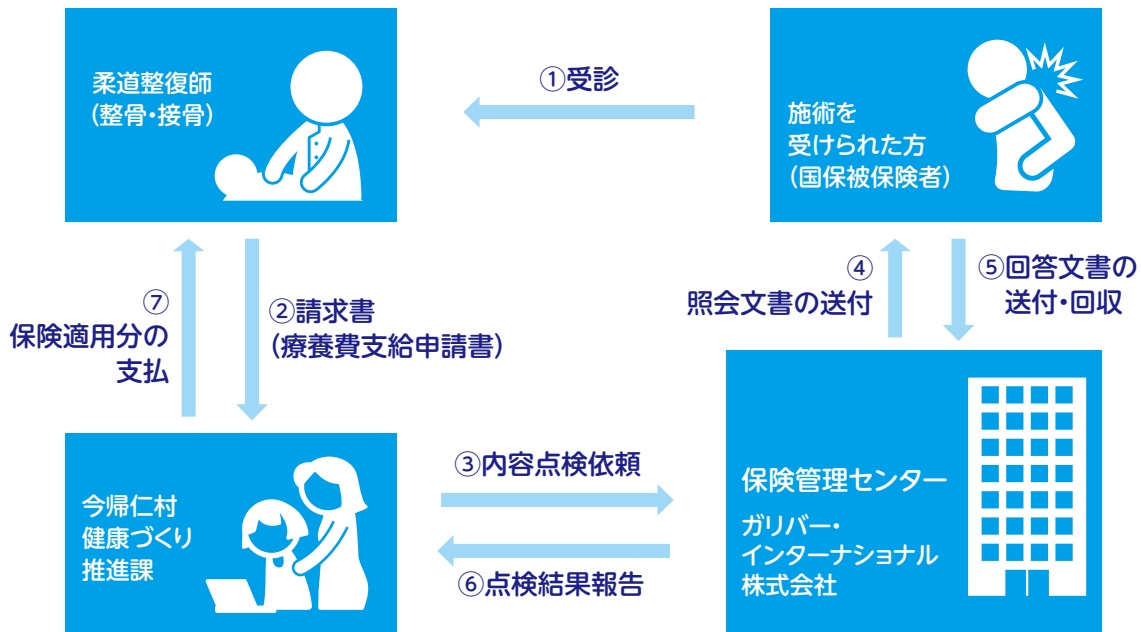 柔道整復師
(整骨・接骨)
①受診
施術を
受けられた方
(国保被保険者)
⑦
保険適用分の
支払
②請求書
(療養費支給申請書)
④
照会文書の送付
⑤回答文書の
送付・回収
今帰仁村
健康づくり
推進課
③内容点検依頼
⑥点検結果報告
保険管理センター
ガリバー・
インターナショナル
株式会社